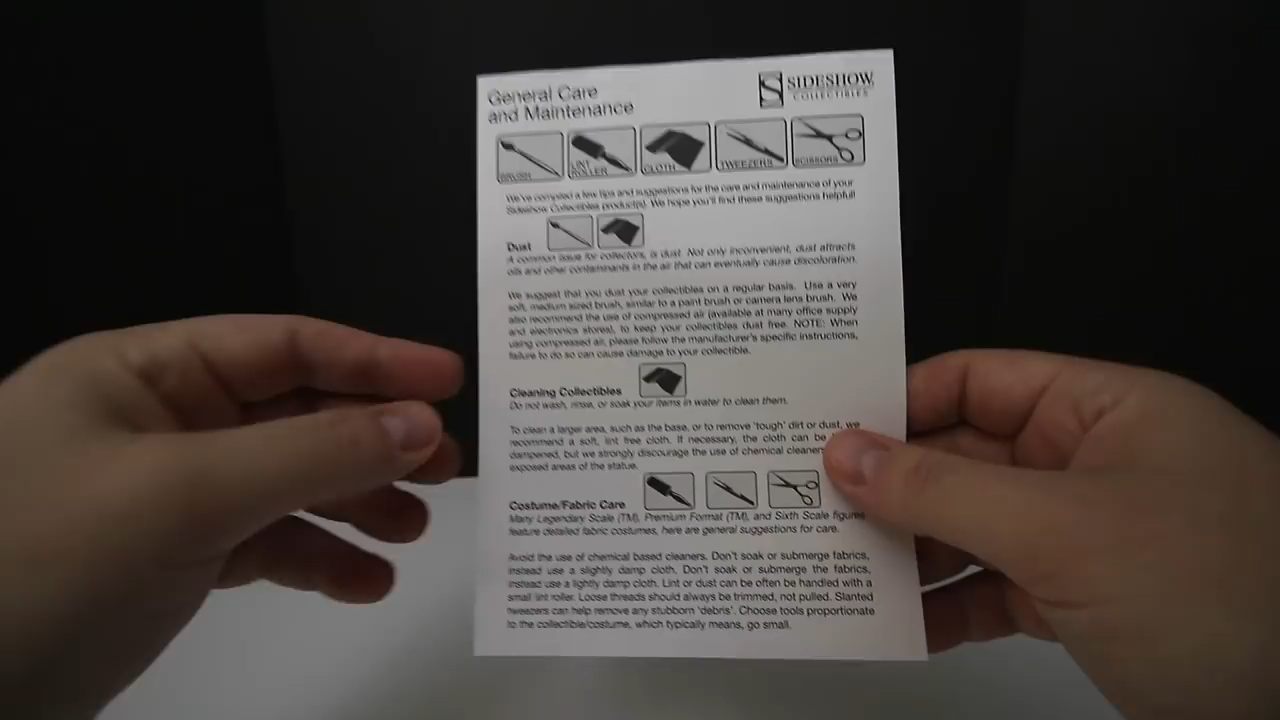 General Care
and Maintenance
SIDESHOW
COLLECTIBLES
BRUSH
LINT
ROLLER
CLOTH
TWEEZERS
SCISSORS
We've compiled a few tips and suggestions for the care and maintenance of your
Sideshow Collectibles product(s). We hope you'll find these suggestions helpful!
Dust
A common issue for collectors, is dust. Not only inconvenient, dust attracts
oils and other contaminants in the air that can eventually cause discoloration.
We suggest that you dust your collectibles on a regular basis. Use a very
soft, medium sized brush, similar to a paint brush or camera lens brush. We
also recommend the use of compressed air (available at many office supply
and electronics stores), to keep your collectibles dust free. NOTE: When
using compressed air, please follow the manufacturer's specific instructions,
failure to do so can cause damage to your collectible.
Cleaning Collectibles
Do not wash, rinse, or soak your items in water to clean them.
To clean a larger area, such as the base, or to remove 'tough' dirt or dust, we
recommend a soft, lint free cloth. If necessary, the cloth can be
dampened, but we strongly discourage the use of chemical cleaners
exposed areas of the statue.
Costume/Fabric Care
Many Legendary Scale (TM), Premium Format (TM), and Sixth Scale figures
feature detailed fabric costumes, here are general suggestions for care.
Avoid the use of chemical based cleaners. Don't soak or submerge fabrics,
instead use a slightly damp cloth. Don't soak or submerge the fabrics,
instead use a lightly damp cloth. Lint or dust can be often be handled with a
small lint roller. Loose threads should always be trimmed, not pulled. Slanted
tweezers can help remove any stubborn 'debris'. Choose tools proportionate
to the collectible/costume, which typically means, go small.